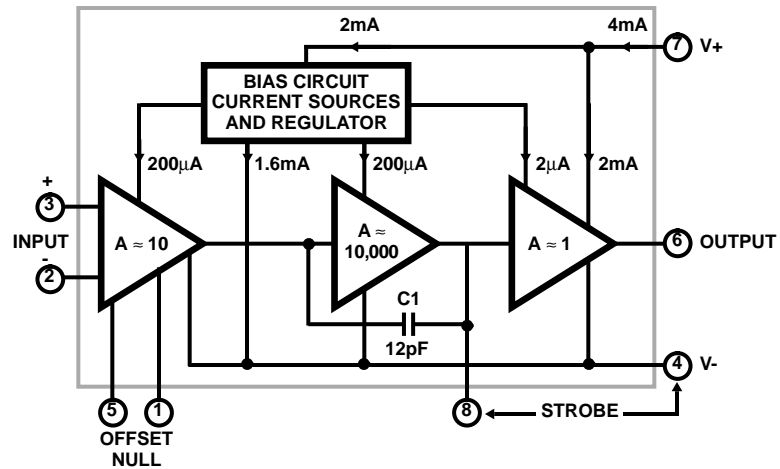 2mA
4mA
7 V+
BIAS CIRCUIT
CURRENT SOURCES
AND REGULATOR
200μA
1.6mA
200μA
2μA
2mA
+
3
INPUT
-
2
A ≈ 10
A ≈
10,000
A ≈ 1
6 OUTPUT
C1
12pF
4 V-
5
1
8
STROBE
OFFSET
NULL